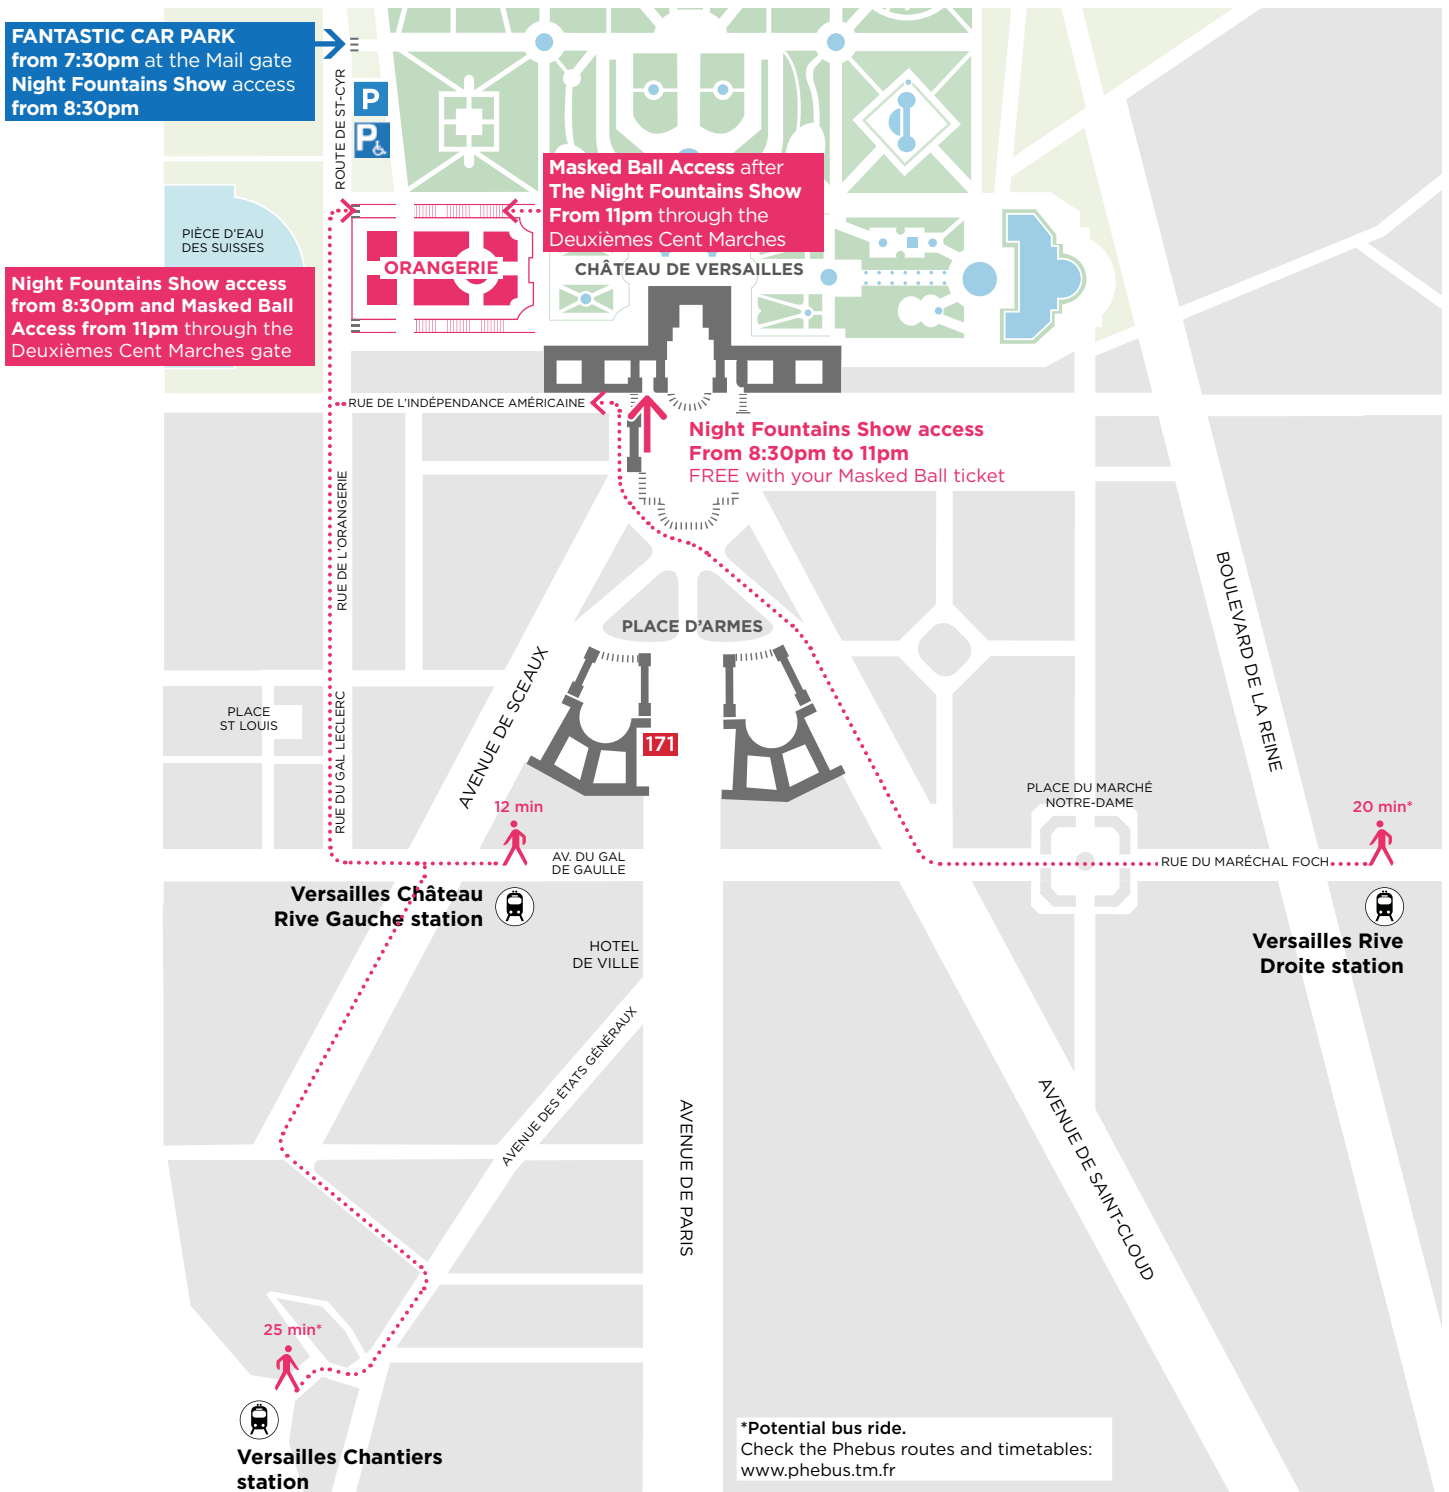 FANTASTIC CAR PARK
from 7:30pm at the Mail gate
Night Fountains Show access
from 8:30pm
ROUTE DE ST-CYR
P
P
Masked Ball Access after
The Night Fountains Show
From 11pm through the
Deuxièmes Cent Marches
PIÈCE D'EAU
DES SUISSES
ORANGERIE
CHÂTEAU DE VERSAILLES
Night Fountains Show access
from 8:30pm and Masked Ball
Access from 11pm through the
Deuxièmes Cent Marches gate
RUE DE L'INDÉPENDANCE AMÉRICAINE
Night Fountains Show access
From 8:30pm to 11pm
FREE with your Masked Ball ticket
RUE DE L'ORANGERIE
BOULEVARD DE LA REINE
PLACE D'ARMES
AVENUE DE SCEAUX
RUE DU GAL LECLERC
PLACE
ST LOUIS
171
PLACE DU MARCHÉ
NOTRE-DAME
12 min
20 min*
AV. DU GAL
DE GAULLE
RUE DU MARÉCHAL FOCH
Versailles Château
Rive Gauche station
Versailles Rive
Droite station
HOTEL
DE VILLE
AVENUE DES ÉTATS GÉNÉRAUX
AVENUE DE PARIS
AVENUE DE SAINT-CLOUD
25 min*
Versailles Chantiers
station
*Potential bus ride.
Check the Phebus routes and timetables:
www.phebus.tm.fr